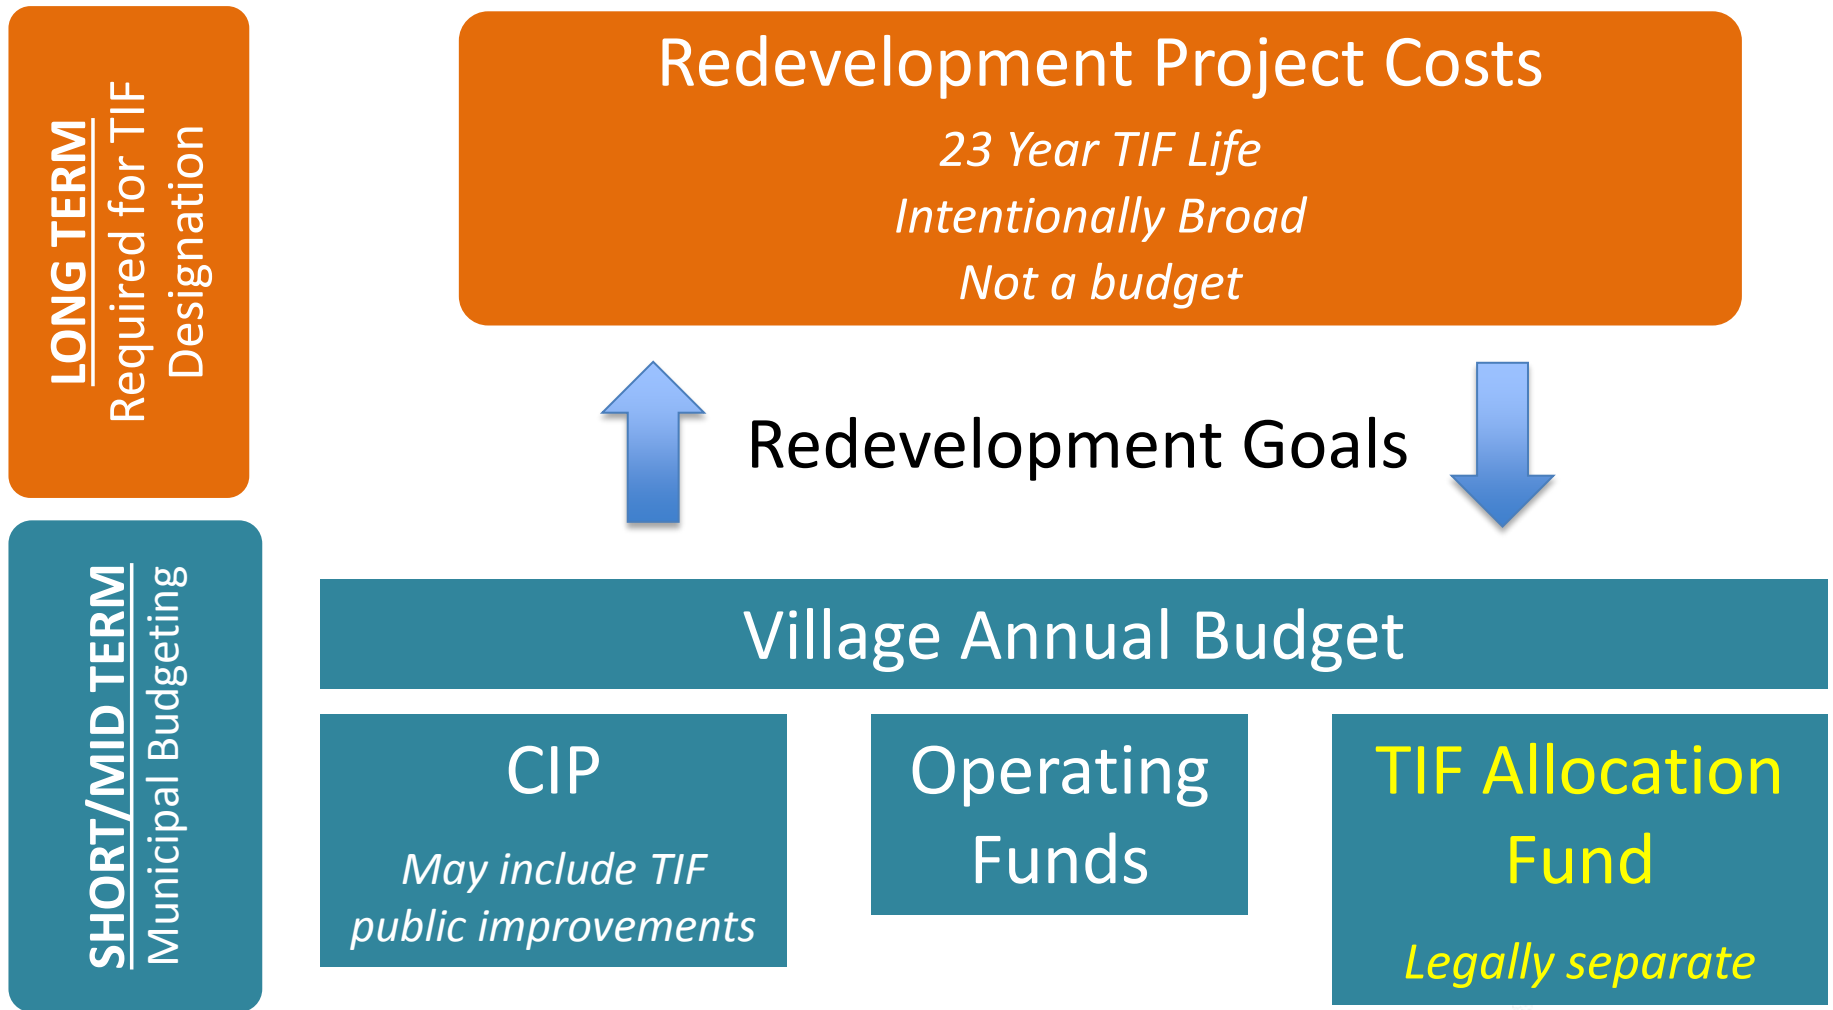 LONG TERM
Required for TIF
Designation
Redevelopment Project Costs
23 Year TIF Life
Intentionally Broad
Not a budget
Redevelopment Goals
SHORT/MID TERM
Municipal Budgeting
Village Annual Budget
CIP
May include TIF
public improvements
Operating
Funds
TIF Allocation
Fund
Legally separate